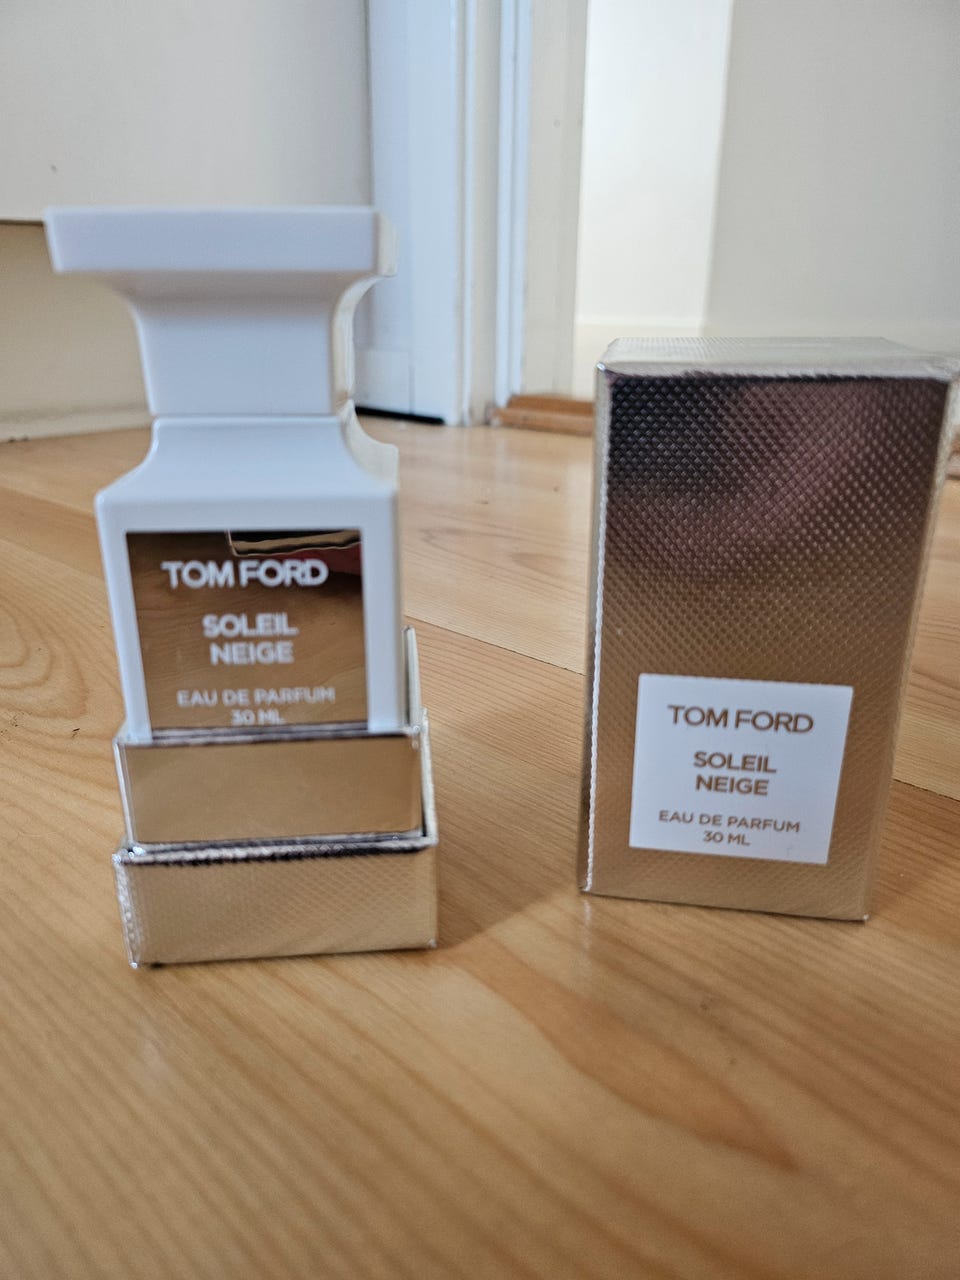 TOM FORD
SOLEIL
NEIGE
EAU DE PARFUM
30 ML
TOM FORD
SOLEIL
NEIGE
EAU DE PARFUM
30 ML